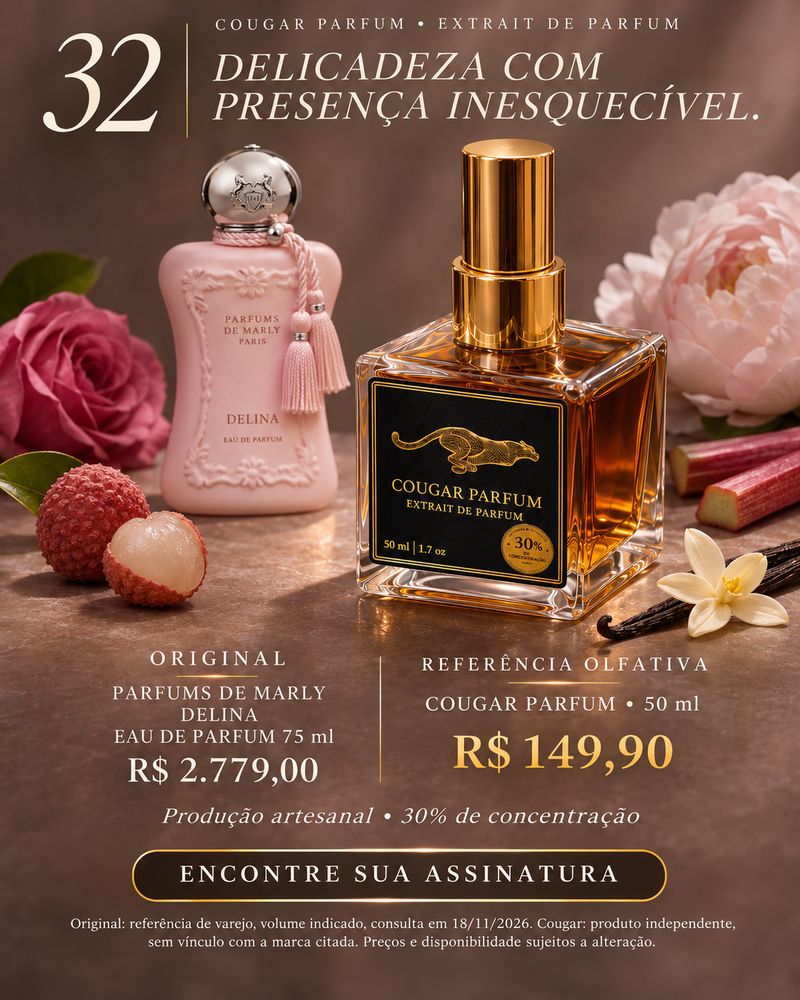 32
COUGAR PARFUM • EXTRAIT DE PARFUM
DELICADEZA COM
PRESENÇA INESQUECÍVEL.
1743
PARFUMS
DE MARLY
PARIS
DELINA
EAU DE PARFUM
COUGAR PARFUM
EXTRAIT DE PARFUM
50 ml | 1.7 oz
30%
DE
CONCENTRAÇÃO
ORIGINAL
PARFUMS DE MARLY
DELINA
EAU DE PARFUM 75 ml
R$ 2.779,00
REFERÊNCIA OLFATIVA
COUGAR PARFUM • 50 ml
R$ 149,90
Produção artesanal • 30% de concentração
ENCONTRE SUA ASSINATURA
Original: referência de varejo, volume indicado, consulta em 18/11/2026. Cougar: produto independente,
sem vínculo com a marca citada. Preços e disponibilidade sujeitos a alteração.